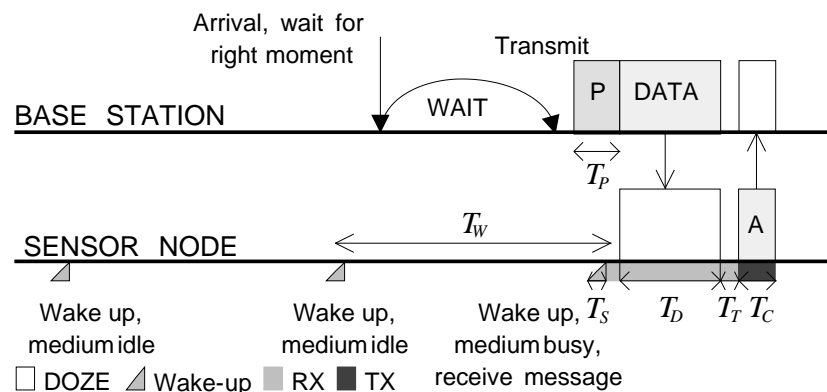 Arrival, wait for
right moment
Transmit
WAIT
P
DATA
BASE STATION
T_P
T_W
A
SENSOR NODE
T_S
T_D
T_T
T_C
Wake up,
medium idle
Wake up,
medium idle
Wake up,
medium busy,
receive message
DOZE Wake-up RX TX